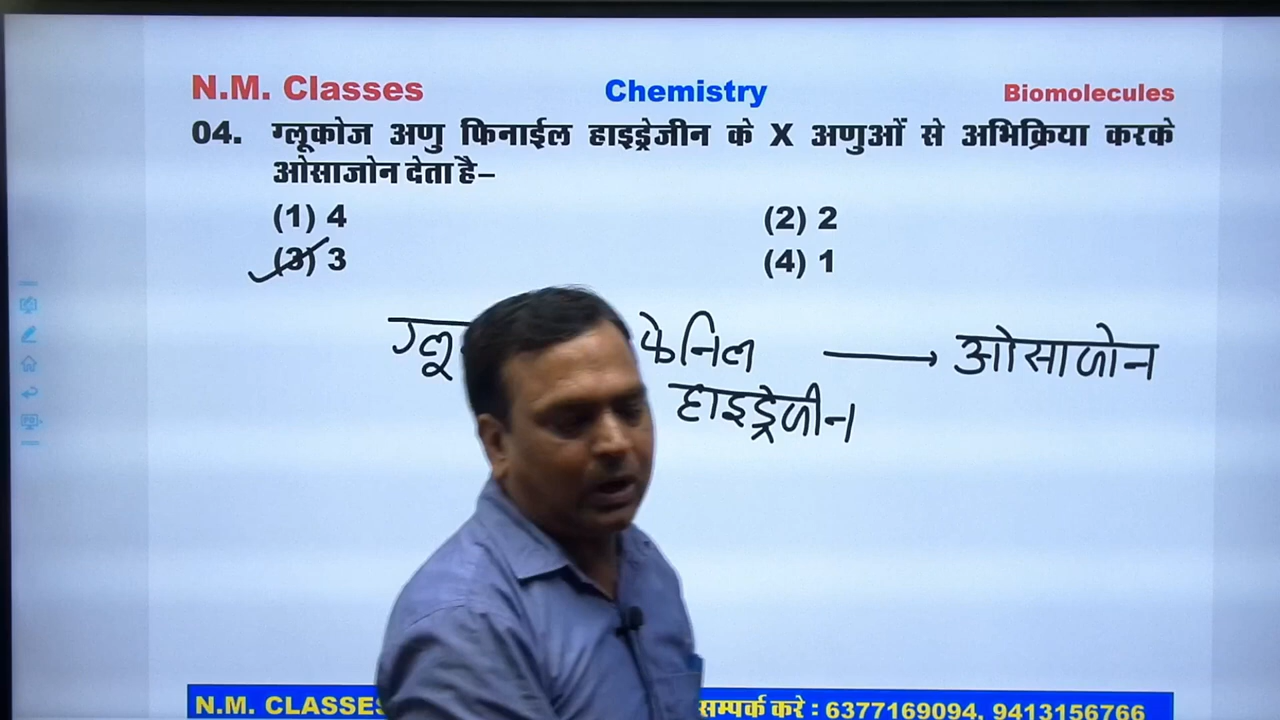 N.M. Classes Chemistry Biomolecules
04. ग्लूकोज अणु फिनाईल हाइड्रेजीन के X अणुओं से अभिक्रिया करके
ओसाजोन देता है–
(1) 4 (2) 2
(3) 3 (4) 1
ग्लू फेनिल ⟶ ओसाजोन
हाइड्रेजीन
N.M. CLASSES सम्पर्क करे : 6377169094, 9413156766